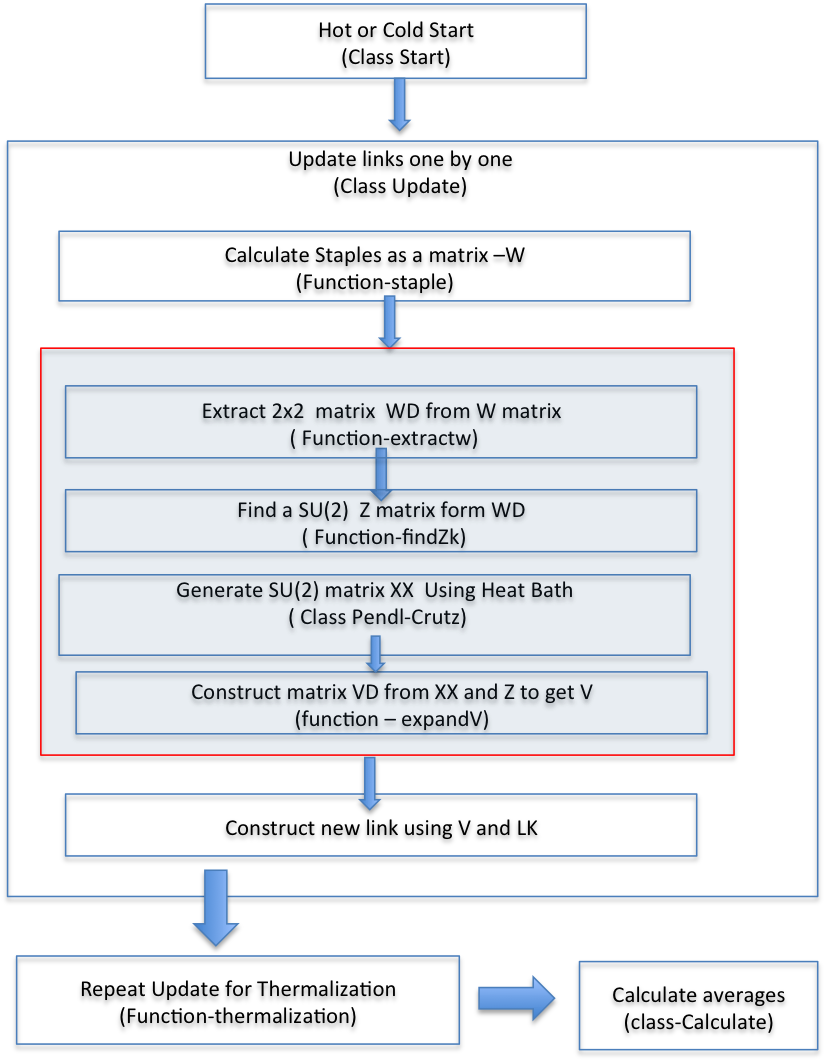 Hot or Cold Start
(Class Start)
Update links one by one
(Class Update)
Calculate Staples as a matrix –W
(Function-staple)
Extract 2x2  matrix  WD from W matrix
( Function-extractw)
Find a SU(2)  Z matrix form WD
( Function-findZk)
Generate SU(2) matrix XX  Using Heat Bath
( Class Pendl-Crutz)
Construct matrix VD from XX and Z to get V
(function – expandV)
Construct new link using V and LK
Repeat Update for Thermalization
(Function-thermalization)
Calculate averages
(class-Calculate)